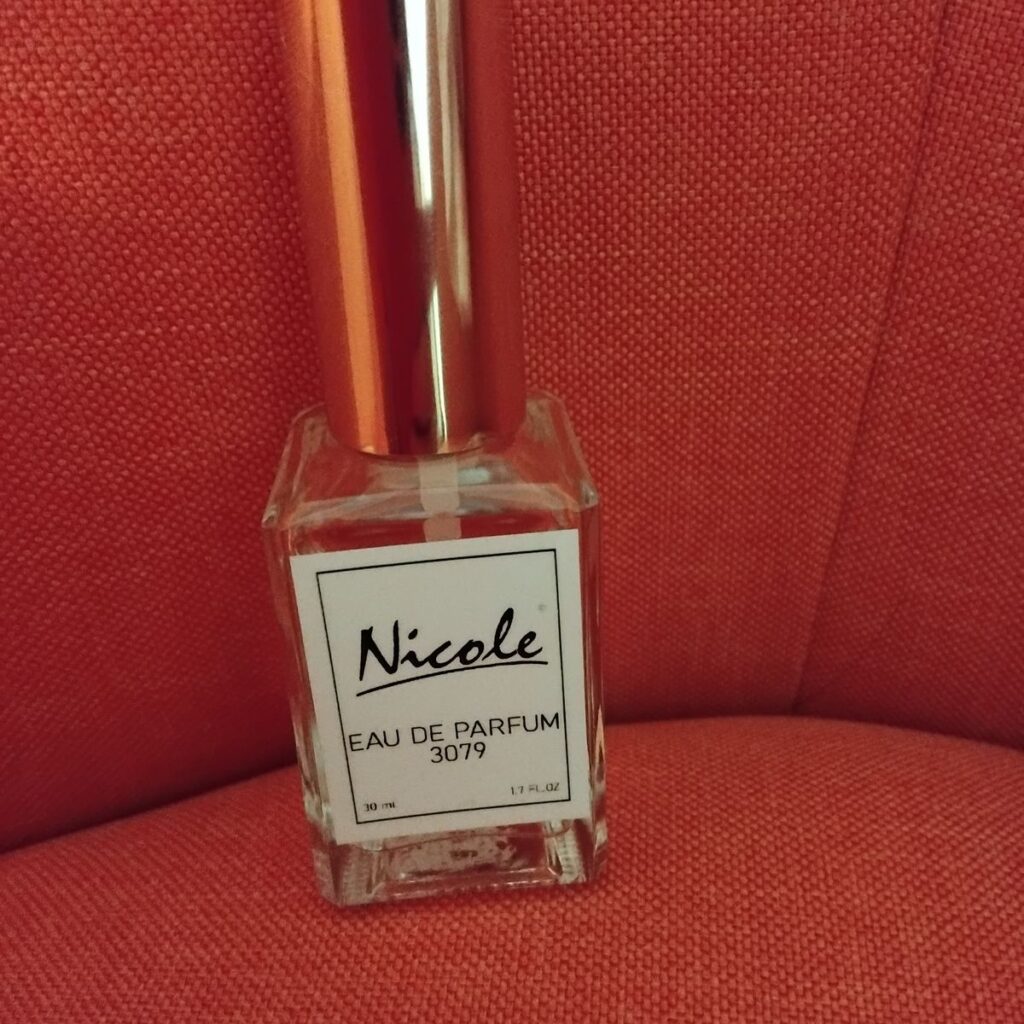 Nicole
EAU DE PARFUM
3079
30 ml
1.7 FL.OZ